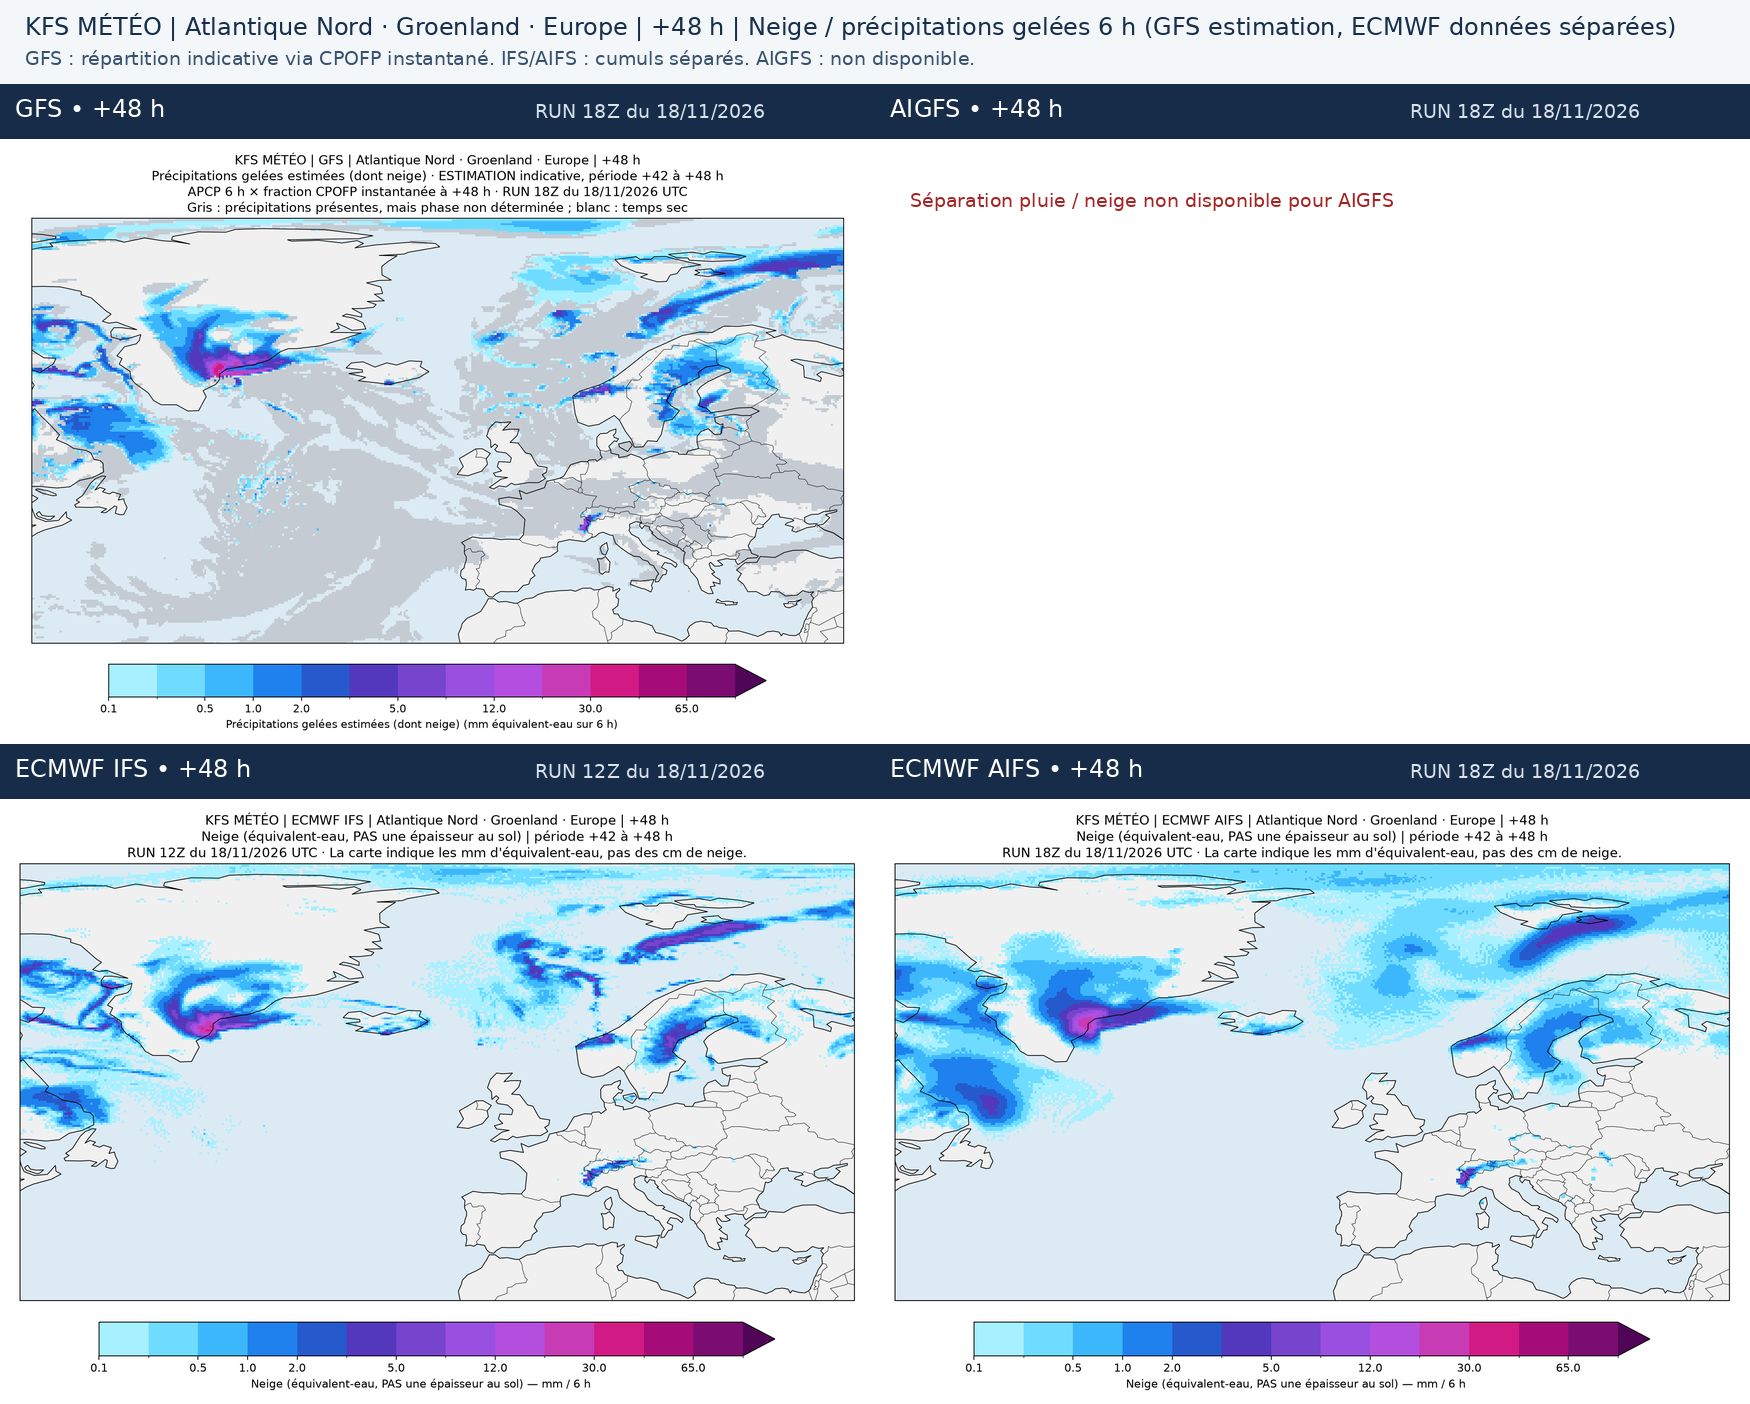 KFS MÉTÉO | Atlantique Nord · Groenland · Europe | +48 h | Neige / précipitations gelées 6 h (GFS estimation, ECMWF données séparées)
GFS : répartition indicative via CPOFP instantané. IFS/AIFS : cumuls séparés. AIGFS : non disponible.
GFS • +48 h
RUN 18Z du 18/11/2026
AIGFS • +48 h
RUN 18Z du 18/11/2026
KFS MÉTÉO | GFS | Atlantique Nord · Groenland · Europe | +48 h
Précipitations gelées estimées (dont neige) · ESTIMATION indicative, période +42 à +48 h
APCP 6 h × fraction CPOFP instantanée à +48 h · RUN 18Z du 18/11/2026 UTC
Gris : précipitations présentes, mais phase non déterminée ; blanc : temps sec
Séparation pluie / neige non disponible pour AIGFS
0.1 0.5 1.0 2.0 5.0 12.0 30.0 65.0
Précipitations gelées estimées (dont neige) (mm équivalent-eau sur 6 h)
ECMWF IFS • +48 h
RUN 12Z du 18/11/2026
ECMWF AIFS • +48 h
RUN 18Z du 18/11/2026
KFS MÉTÉO | ECMWF IFS | Atlantique Nord · Groenland · Europe | +48 h
Neige (équivalent-eau, PAS une épaisseur au sol) | période +42 à +48 h
RUN 12Z du 18/11/2026 UTC · La carte indique les mm d'équivalent-eau, pas des cm de neige.
KFS MÉTÉO | ECMWF AIFS | Atlantique Nord · Groenland · Europe | +48 h
Neige (équivalent-eau, PAS une épaisseur au sol) | période +42 à +48 h
RUN 18Z du 18/11/2026 UTC · La carte indique les mm d'équivalent-eau, pas des cm de neige.
0.1 0.5 1.0 2.0 5.0 12.0 30.0 65.0
Neige (équivalent-eau, PAS une épaisseur au sol) — mm / 6 h
0.1 0.5 1.0 2.0 5.0 12.0 30.0 65.0
Neige (équivalent-eau, PAS une épaisseur au sol) — mm / 6 h